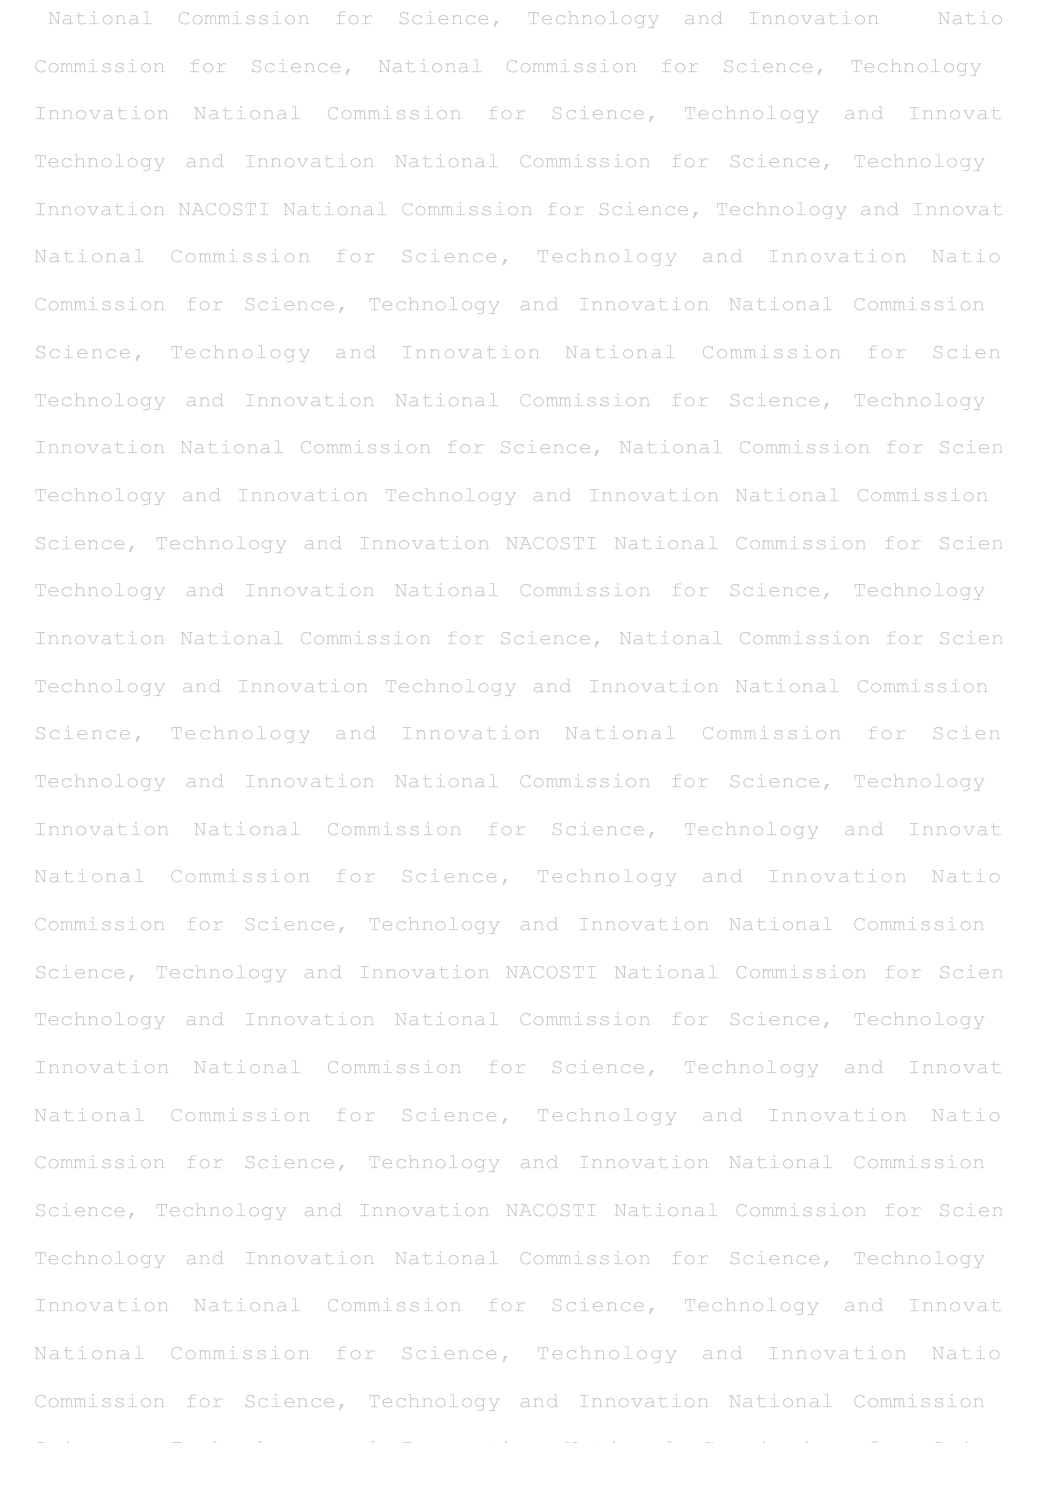 National Commission for Science, Technology and Innovation Natio
Commission for Science, National Commission for Science, Technology
Innovation National Commission for Science, Technology and Innovat
Technology and Innovation National Commission for Science, Technology
Innovation NACOSTI National Commission for Science, Technology and Innovat
National Commission for Science, Technology and Innovation Natio
Commission for Science, Technology and Innovation National Commission
Science, Technology and Innovation National Commission for Scien
Technology and Innovation National Commission for Science, Technology
Innovation National Commission for Science, National Commission for Scien
Technology and Innovation Technology and Innovation National Commission
Science, Technology and Innovation NACOSTI National Commission for Scien
Technology and Innovation National Commission for Science, Technology
Innovation National Commission for Science, National Commission for Scien
Technology and Innovation Technology and Innovation National Commission
Science, Technology and Innovation National Commission for Scien
Technology and Innovation National Commission for Science, Technology
Innovation National Commission for Science, Technology and Innovat
National Commission for Science, Technology and Innovation Natio
Commission for Science, Technology and Innovation National Commission
Science, Technology and Innovation NACOSTI National Commission for Scien
Technology and Innovation National Commission for Science, Technology
Innovation National Commission for Science, Technology and Innovat
National Commission for Science, Technology and Innovation Natio
Commission for Science, Technology and Innovation National Commission
Science, Technology and Innovation NACOSTI National Commission for Scien
Technology and Innovation National Commission for Science, Technology
Innovation National Commission for Science, Technology and Innovat
National Commission for Science, Technology and Innovation Natio
Commission for Science, Technology and Innovation National Commission